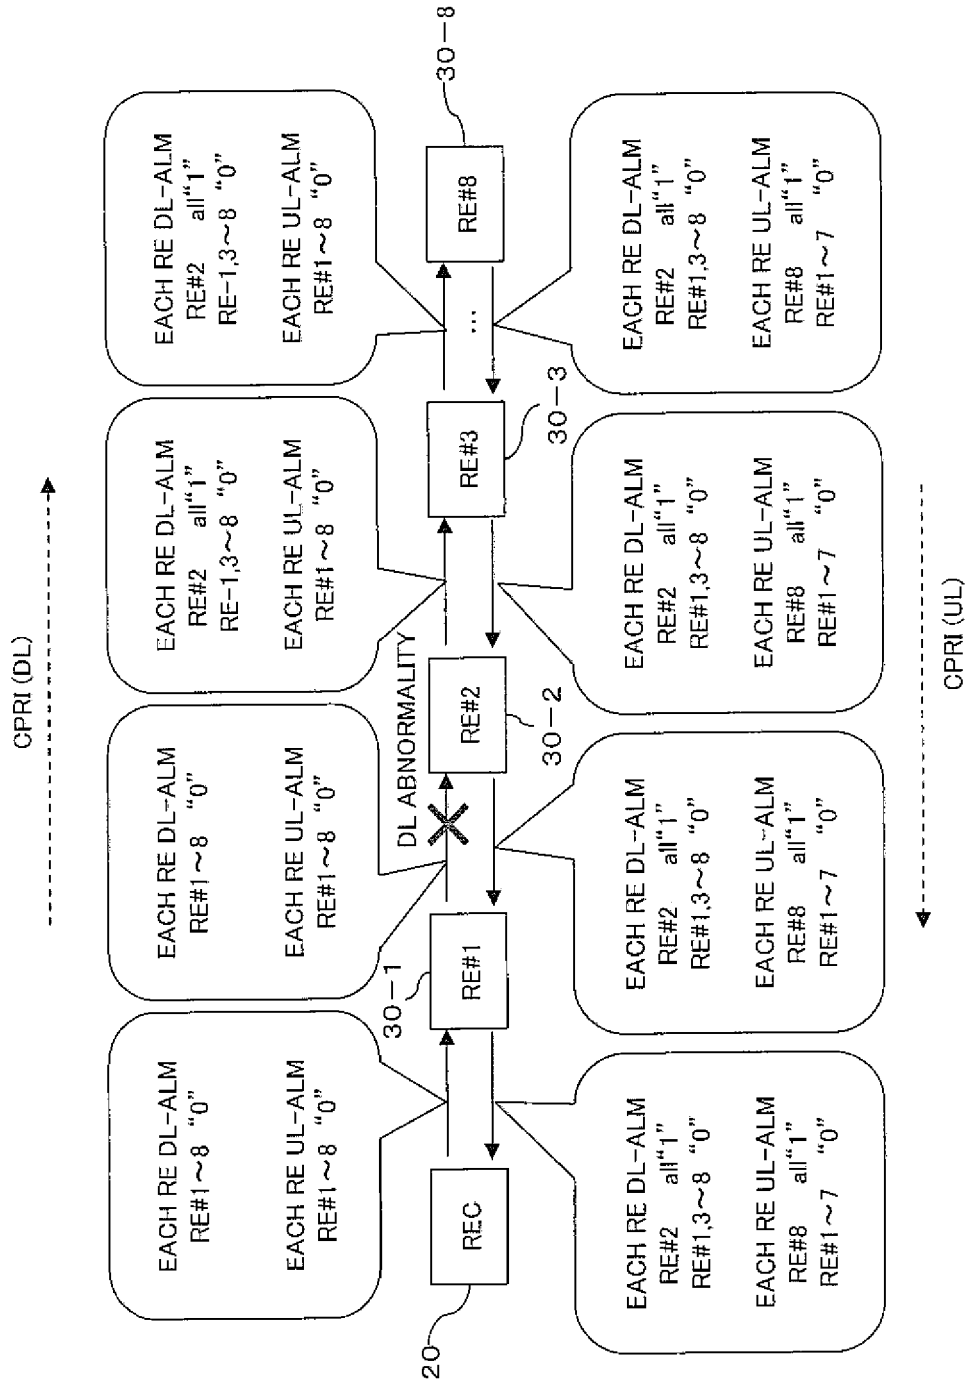 CPRI (DL)
EACH RE DL-ALM
RE#1～8 “0”
EACH RE UL-ALM
RE#1～8 “0”
EACH RE DL-ALM
RE#1～8 “0”
EACH RE UL-ALM
RE#1～8 “0”
EACH RE DL-ALM
RE#2 all“1”
RE-1,3～8 “0”
EACH RE UL-ALM
RE#1～8 “0”
EACH RE DL-ALM
RE#2 all“1”
RE-1,3～8 “0”
EACH RE UL-ALM
RE#1～8 “0”
DL ABNORMALITY
20
REC
30-1
RE#1
RE#2
30-2
RE#3
30-3
...
RE#8
30-8
EACH RE DL-ALM
RE#2 all“1”
RE#1,3～8 “0”
EACH RE UL-ALM
RE#8 all“1”
RE#1～7 “0”
EACH RE DL-ALM
RE#2 all“1”
RE#1,3～8 “0”
EACH RE UL-ALM
RE#8 all“1”
RE#1～7 “0”
EACH RE DL-ALM
RE#2 all“1”
RE#1,3～8 “0”
EACH RE UL-ALM
RE#8 all“1”
RE#1～7 “0”
EACH RE DL-ALM
RE#2 all“1”
RE#1,3～8 “0”
EACH RE UL-ALM
RE#8 all“1”
RE#1～7 “0”
CPRI (UL)